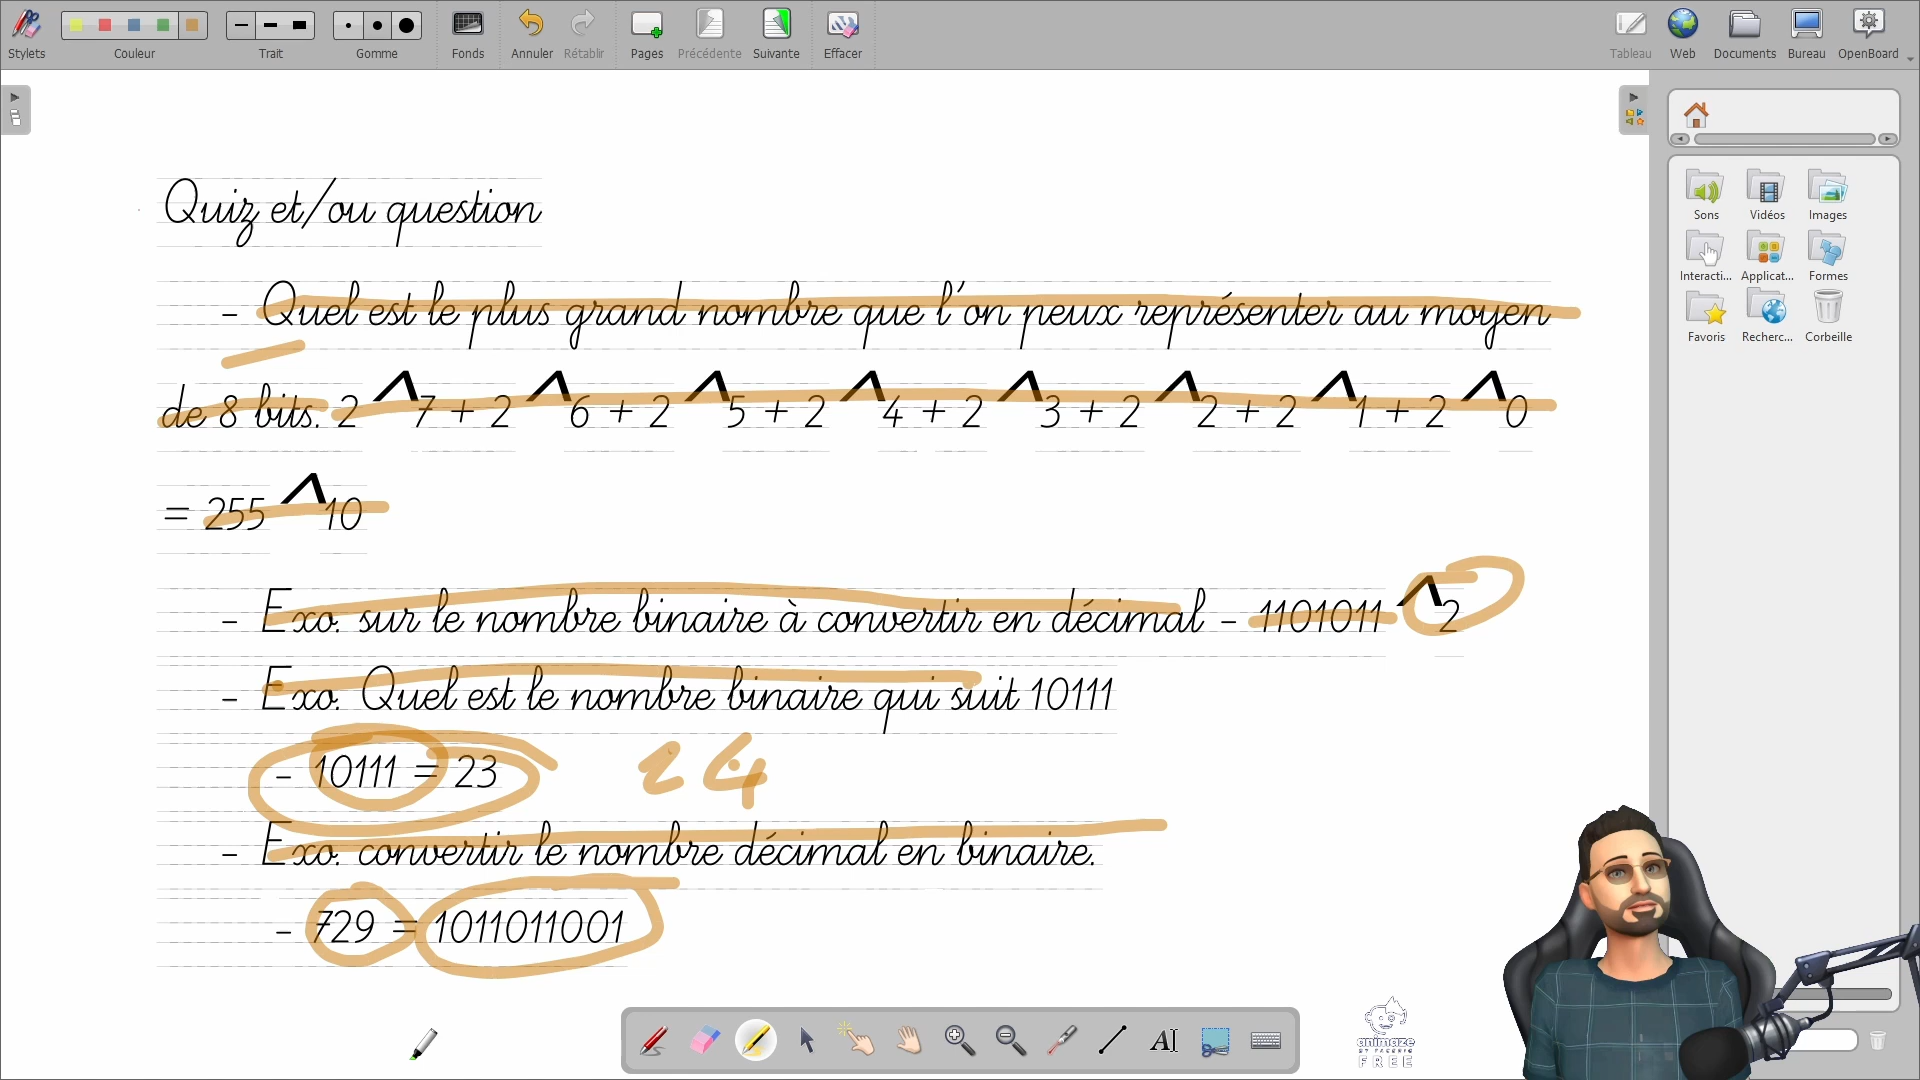 Stylets
Couleur
Trait
Gomme
Fonds
Annuler
Rétablir
Pages
Précédente
Suivante
Effacer
Tableau
Web
Documents
Bureau
OpenBoard
Quiz et/ou question
- Quel est le plus grand nombre que l'on peux représenter au moyen
de 8 bits. 2 ^7 + 2 ^6 + 2 ^5 + 2 ^4 + 2 ^3 + 2 ^2 + 2 ^1 + 2 ^0
= 255 ^10
- Exo. sur le nombre binaire à convertir en décimal - 1101011 ^2
- Exo. Quel est le nombre binaire qui suit 10111
- 10111 = 23
24
- Exo. convertir le nombre décimal en binaire.
- 729 = 1011011001
Sons
Vidéos
Images
Interacti...
Applicat...
Formes
Favoris
Recherc...
Corbeille
AI
animaze
BY FACERIG
FREE